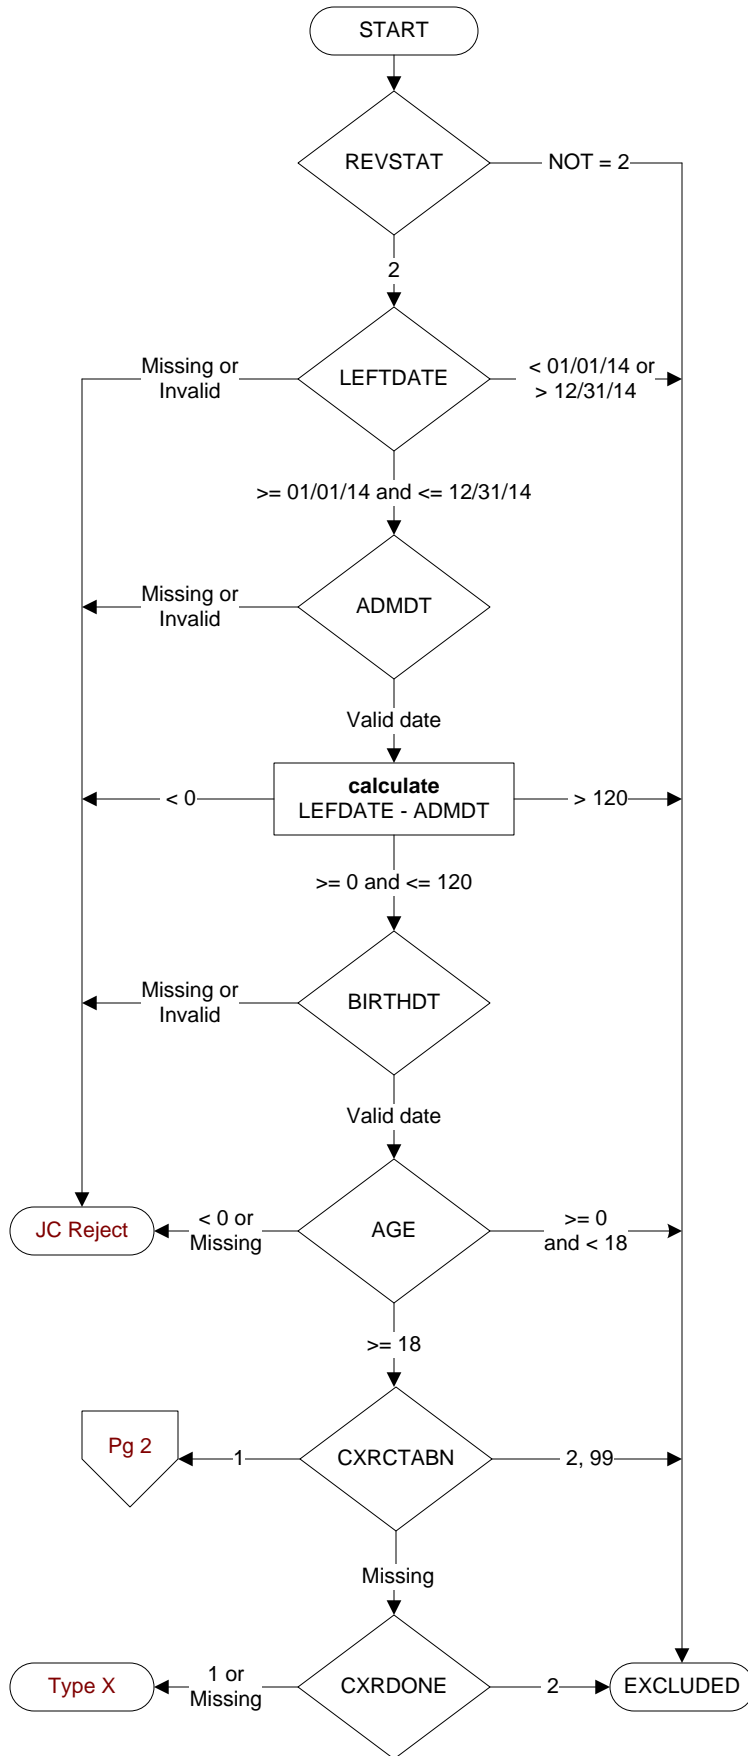 START
REVSTAT
NOT = 2
2
Missing or
Invalid
LEFTDATE
< 01/01/14 or
> 12/31/14
>= 01/01/14 and <= 12/31/14
Missing or
Invalid
ADMDT
Valid date
< 0
calculate
LEFDATE - ADMDT
> 120
>= 0 and <= 120
Missing or
Invalid
BIRTHDT
Valid date
JC Reject
< 0 or
Missing
AGE
>= 0
and < 18
>= 18
Pg 2
1
CXRCTABN
2, 99
Missing
Type X
1 or
Missing
CXRDONE
2
EXCLUDED